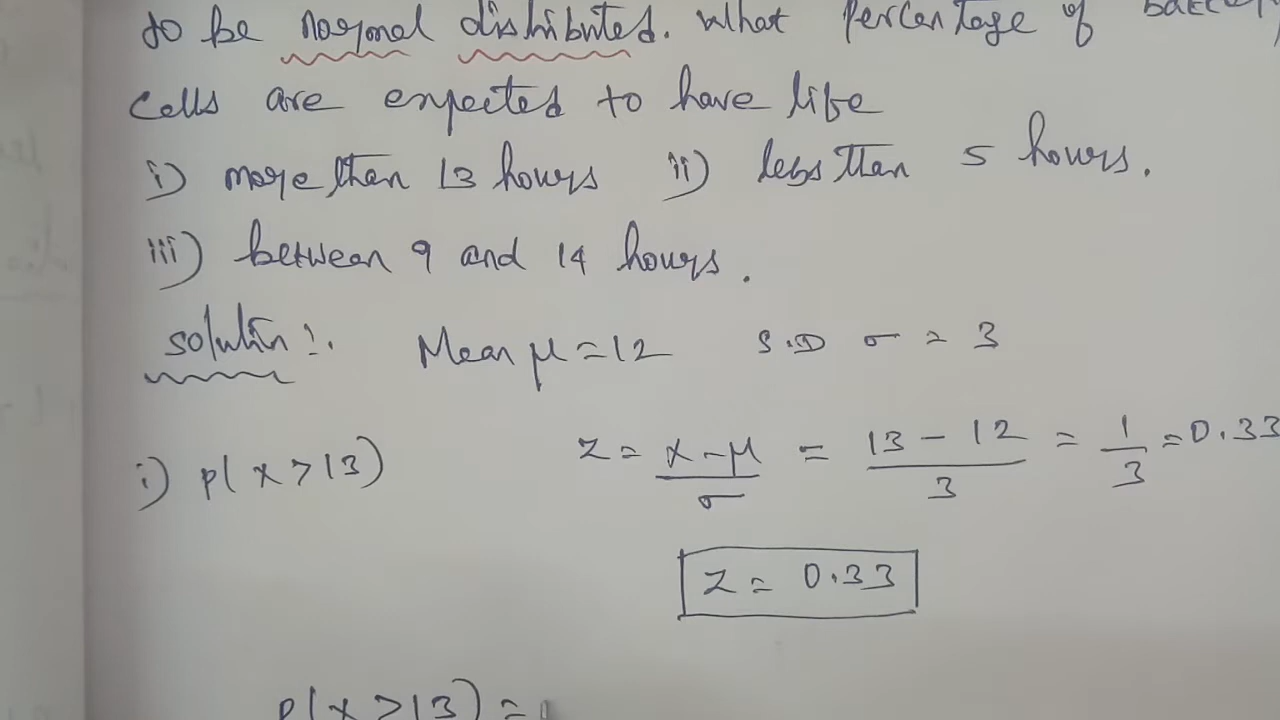 to be normal distributed. What percentage of battery
cells are expected to have life
i) more than 13 hours ii) less than 5 hours.
iii) between 9 and 14 hours.
solution:. Mean μ = 12 S.D σ = 3
i) P(x > 13) Z = x - μ / σ = 13 - 12 / 3 = 1/3 = 0.33
Z = 0.33
P(x > 13) =